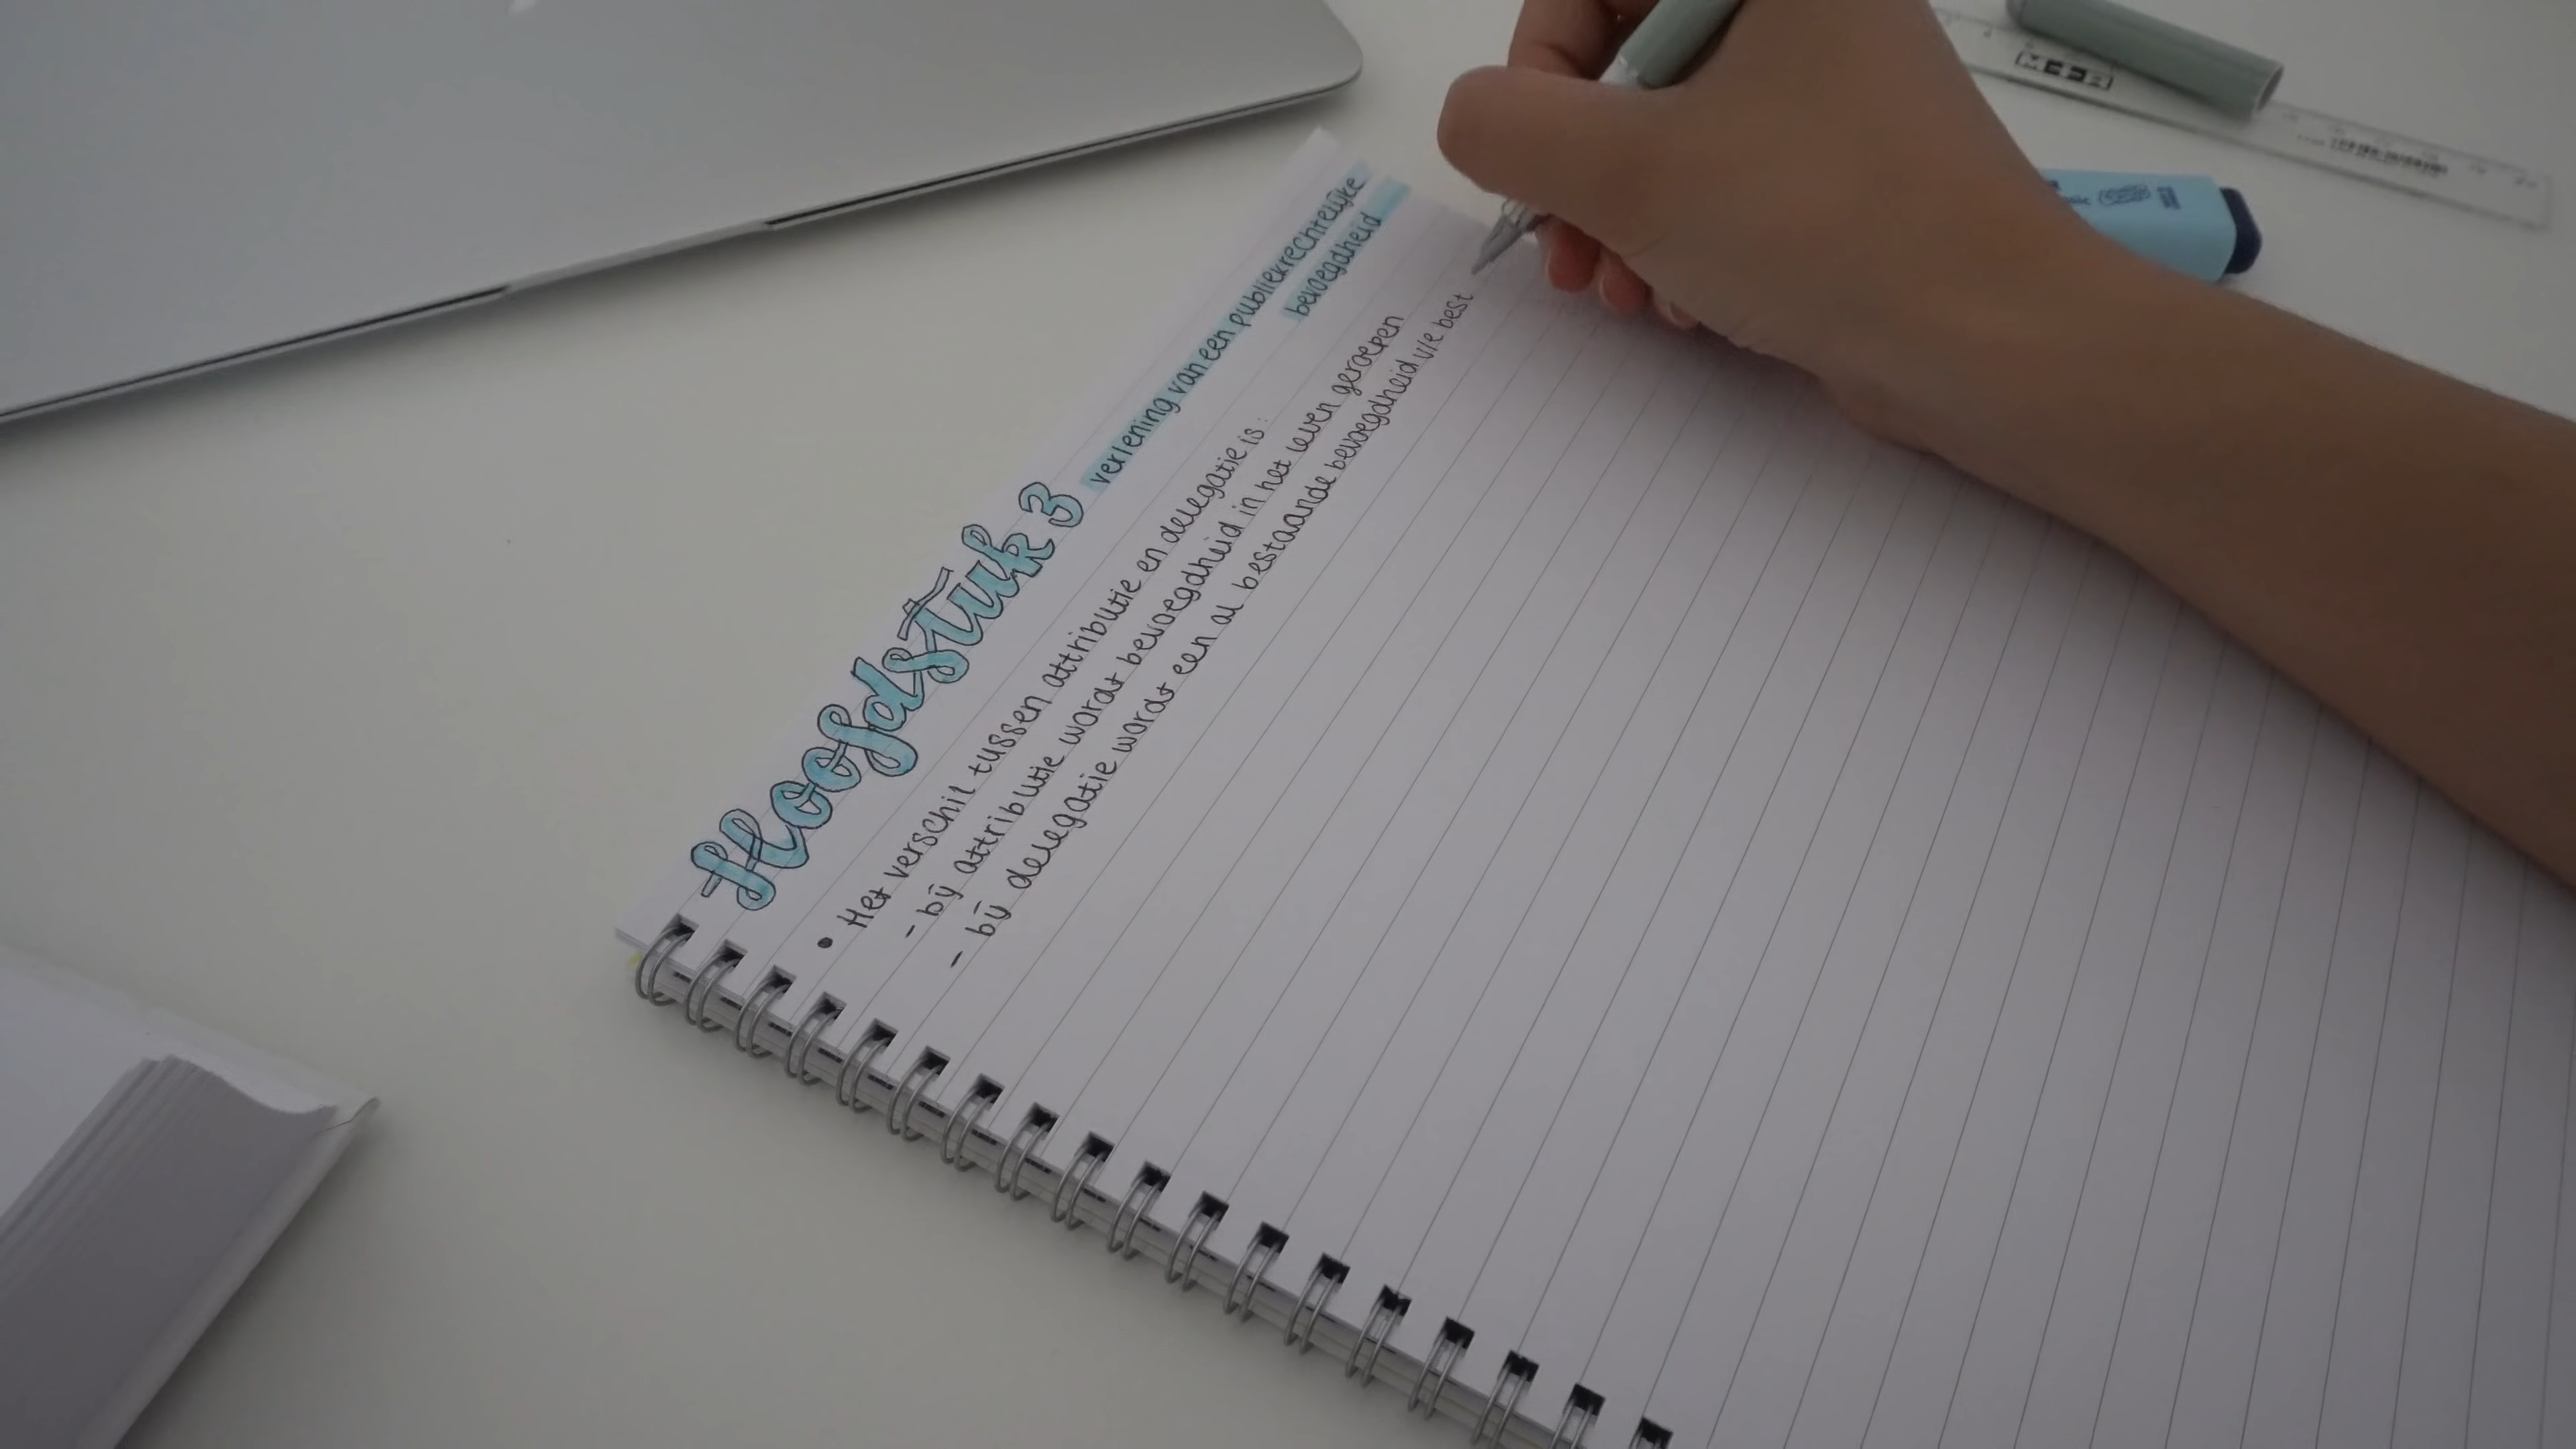 Hoofdstuk 3
verlening van een publiekrechtelijke
bevoegdheid
• Het verschil tussen attributie en delegatie is:
- bij attributie wordt bevoegdheid in het leven geroepen
- bij delegatie wordt een al bestaande bevoegdheid best